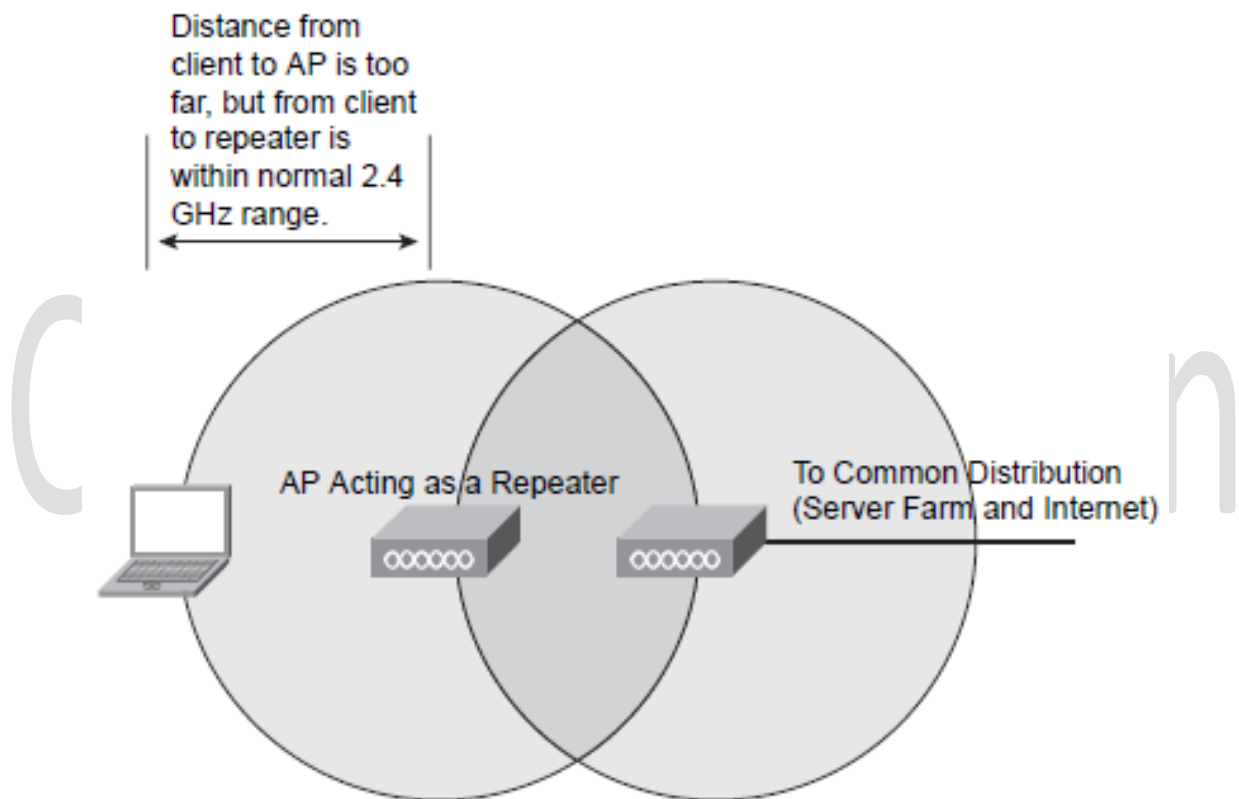 Distance from
client to AP is too
far, but from client
to repeater is
within normal 2.4
GHz range.
AP Acting as a Repeater
To Common Distribution
(Server Farm and Internet)